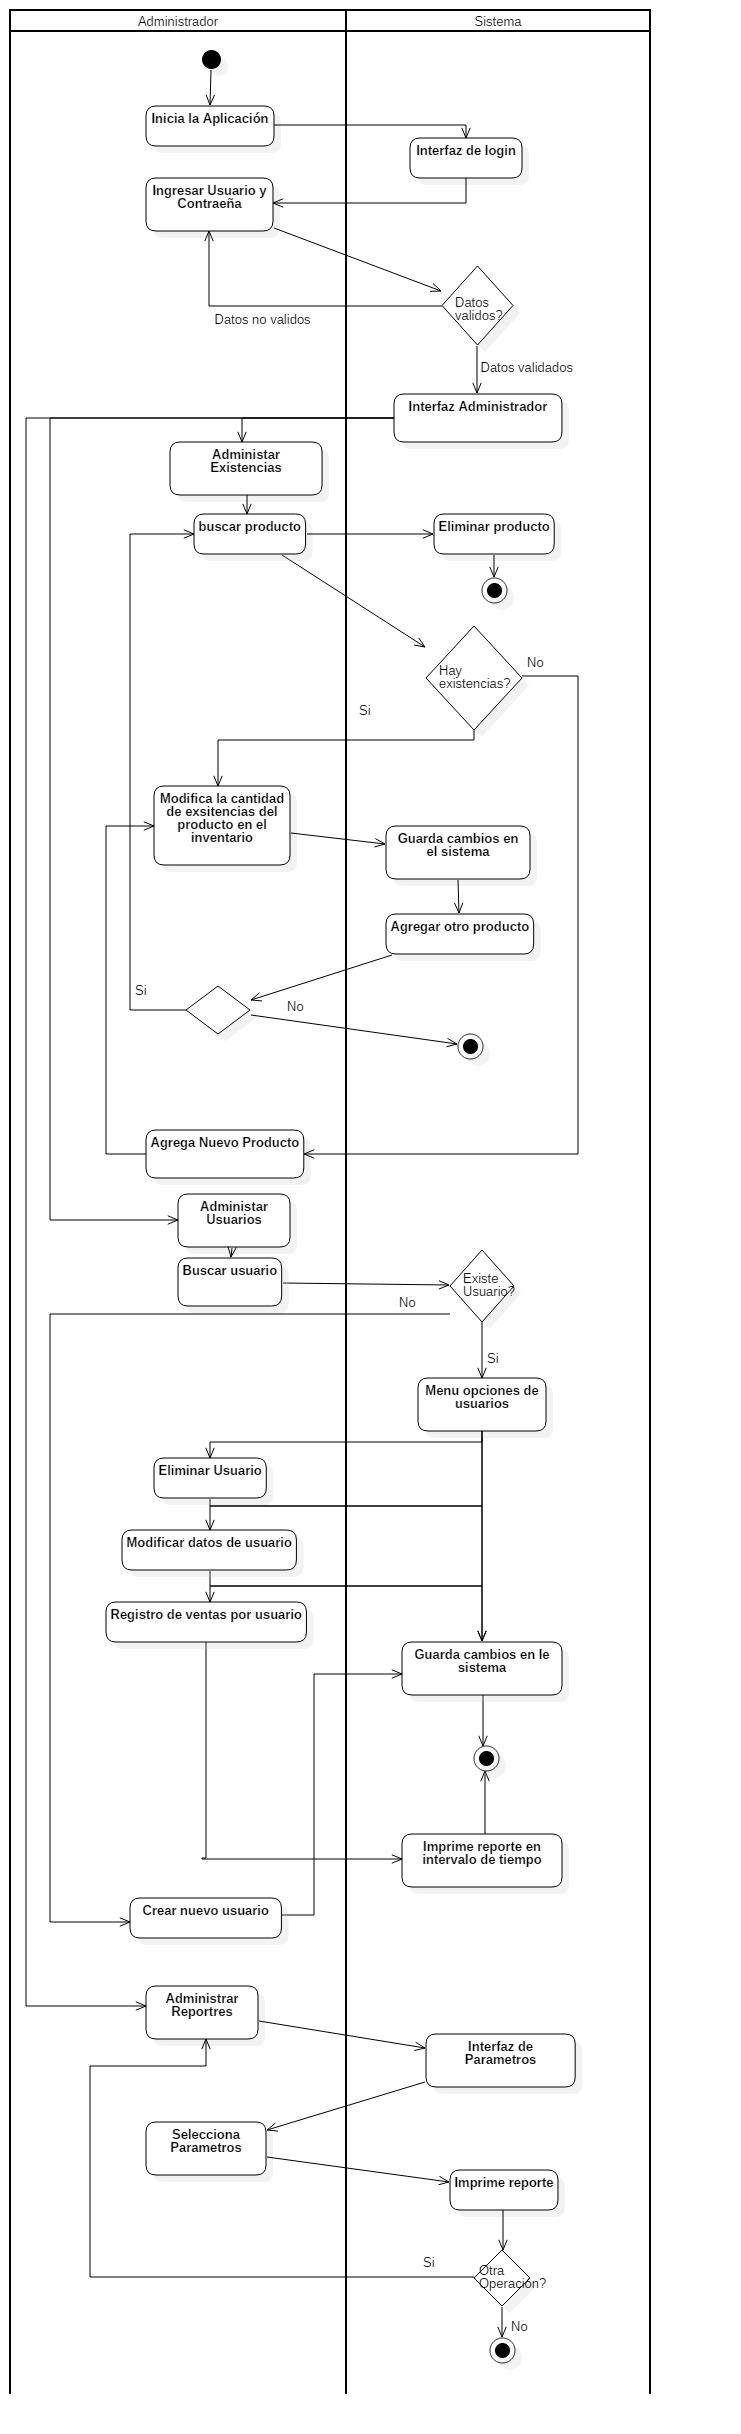 Administrador
Sistema
Inicia la Aplicación
Interfaz de login
Ingresar Usuario y
Contraeña
Datos
validos?
Datos no validos
Datos validados
Interfaz Administrador
Administar
Existencias
buscar producto
Eliminar producto
Hay
existencias?
No
Si
Modifica la cantidad
de exsitencias del
producto en el
inventario
Guarda cambios en
el sistema
Agregar otro producto
Si
No
Agrega Nuevo Producto
Administar
Usuarios
Buscar usuario
Existe
Usuario?
No
Si
Menu opciones de
usuarios
Eliminar Usuario
Modificar datos de usuario
Registro de ventas por usuario
Guarda cambios en le
sistema
Imprime reporte en
intervalo de tiempo
Crear nuevo usuario
Administrar
Reportres
Interfaz de
Parametros
Selecciona
Parametros
Imprime reporte
Si
Otra
Operación?
No